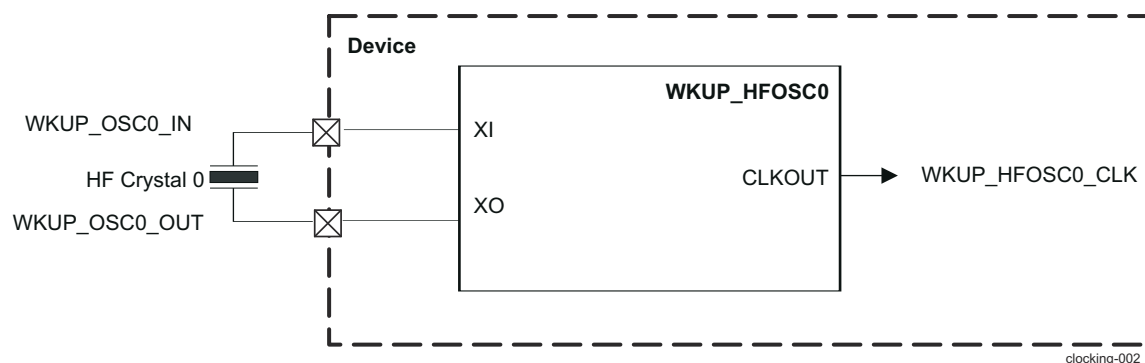 Device
WKUP_HFOSC0
WKUP_OSC0_IN
XI
HF Crystal 0
CLKOUT
WKUP_HFOSC0_CLK
WKUP_OSC0_OUT
XO
clocking-002